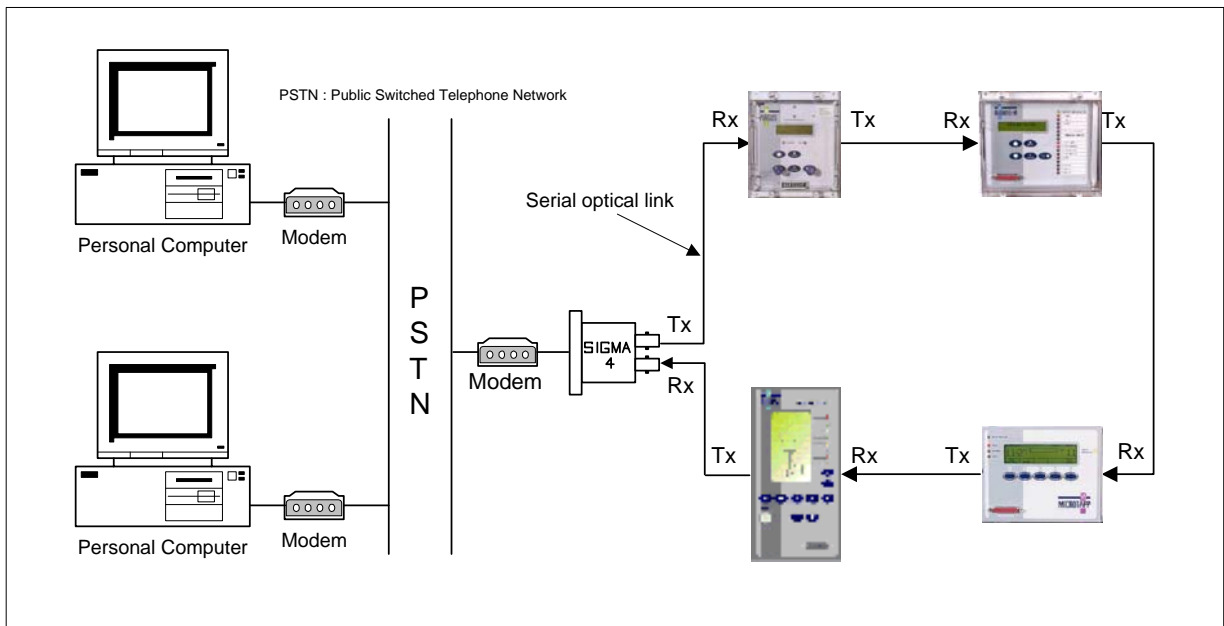 PSTN : Public Switched Telephone Network
Personal Computer
Modem
Personal Computer
Modem
P
S
T
N
Modem
SIGMA
4
Tx
Rx
Serial optical link
Rx
Tx
Rx
Tx
Rx
Tx
Rx
Tx
MICROTAPP